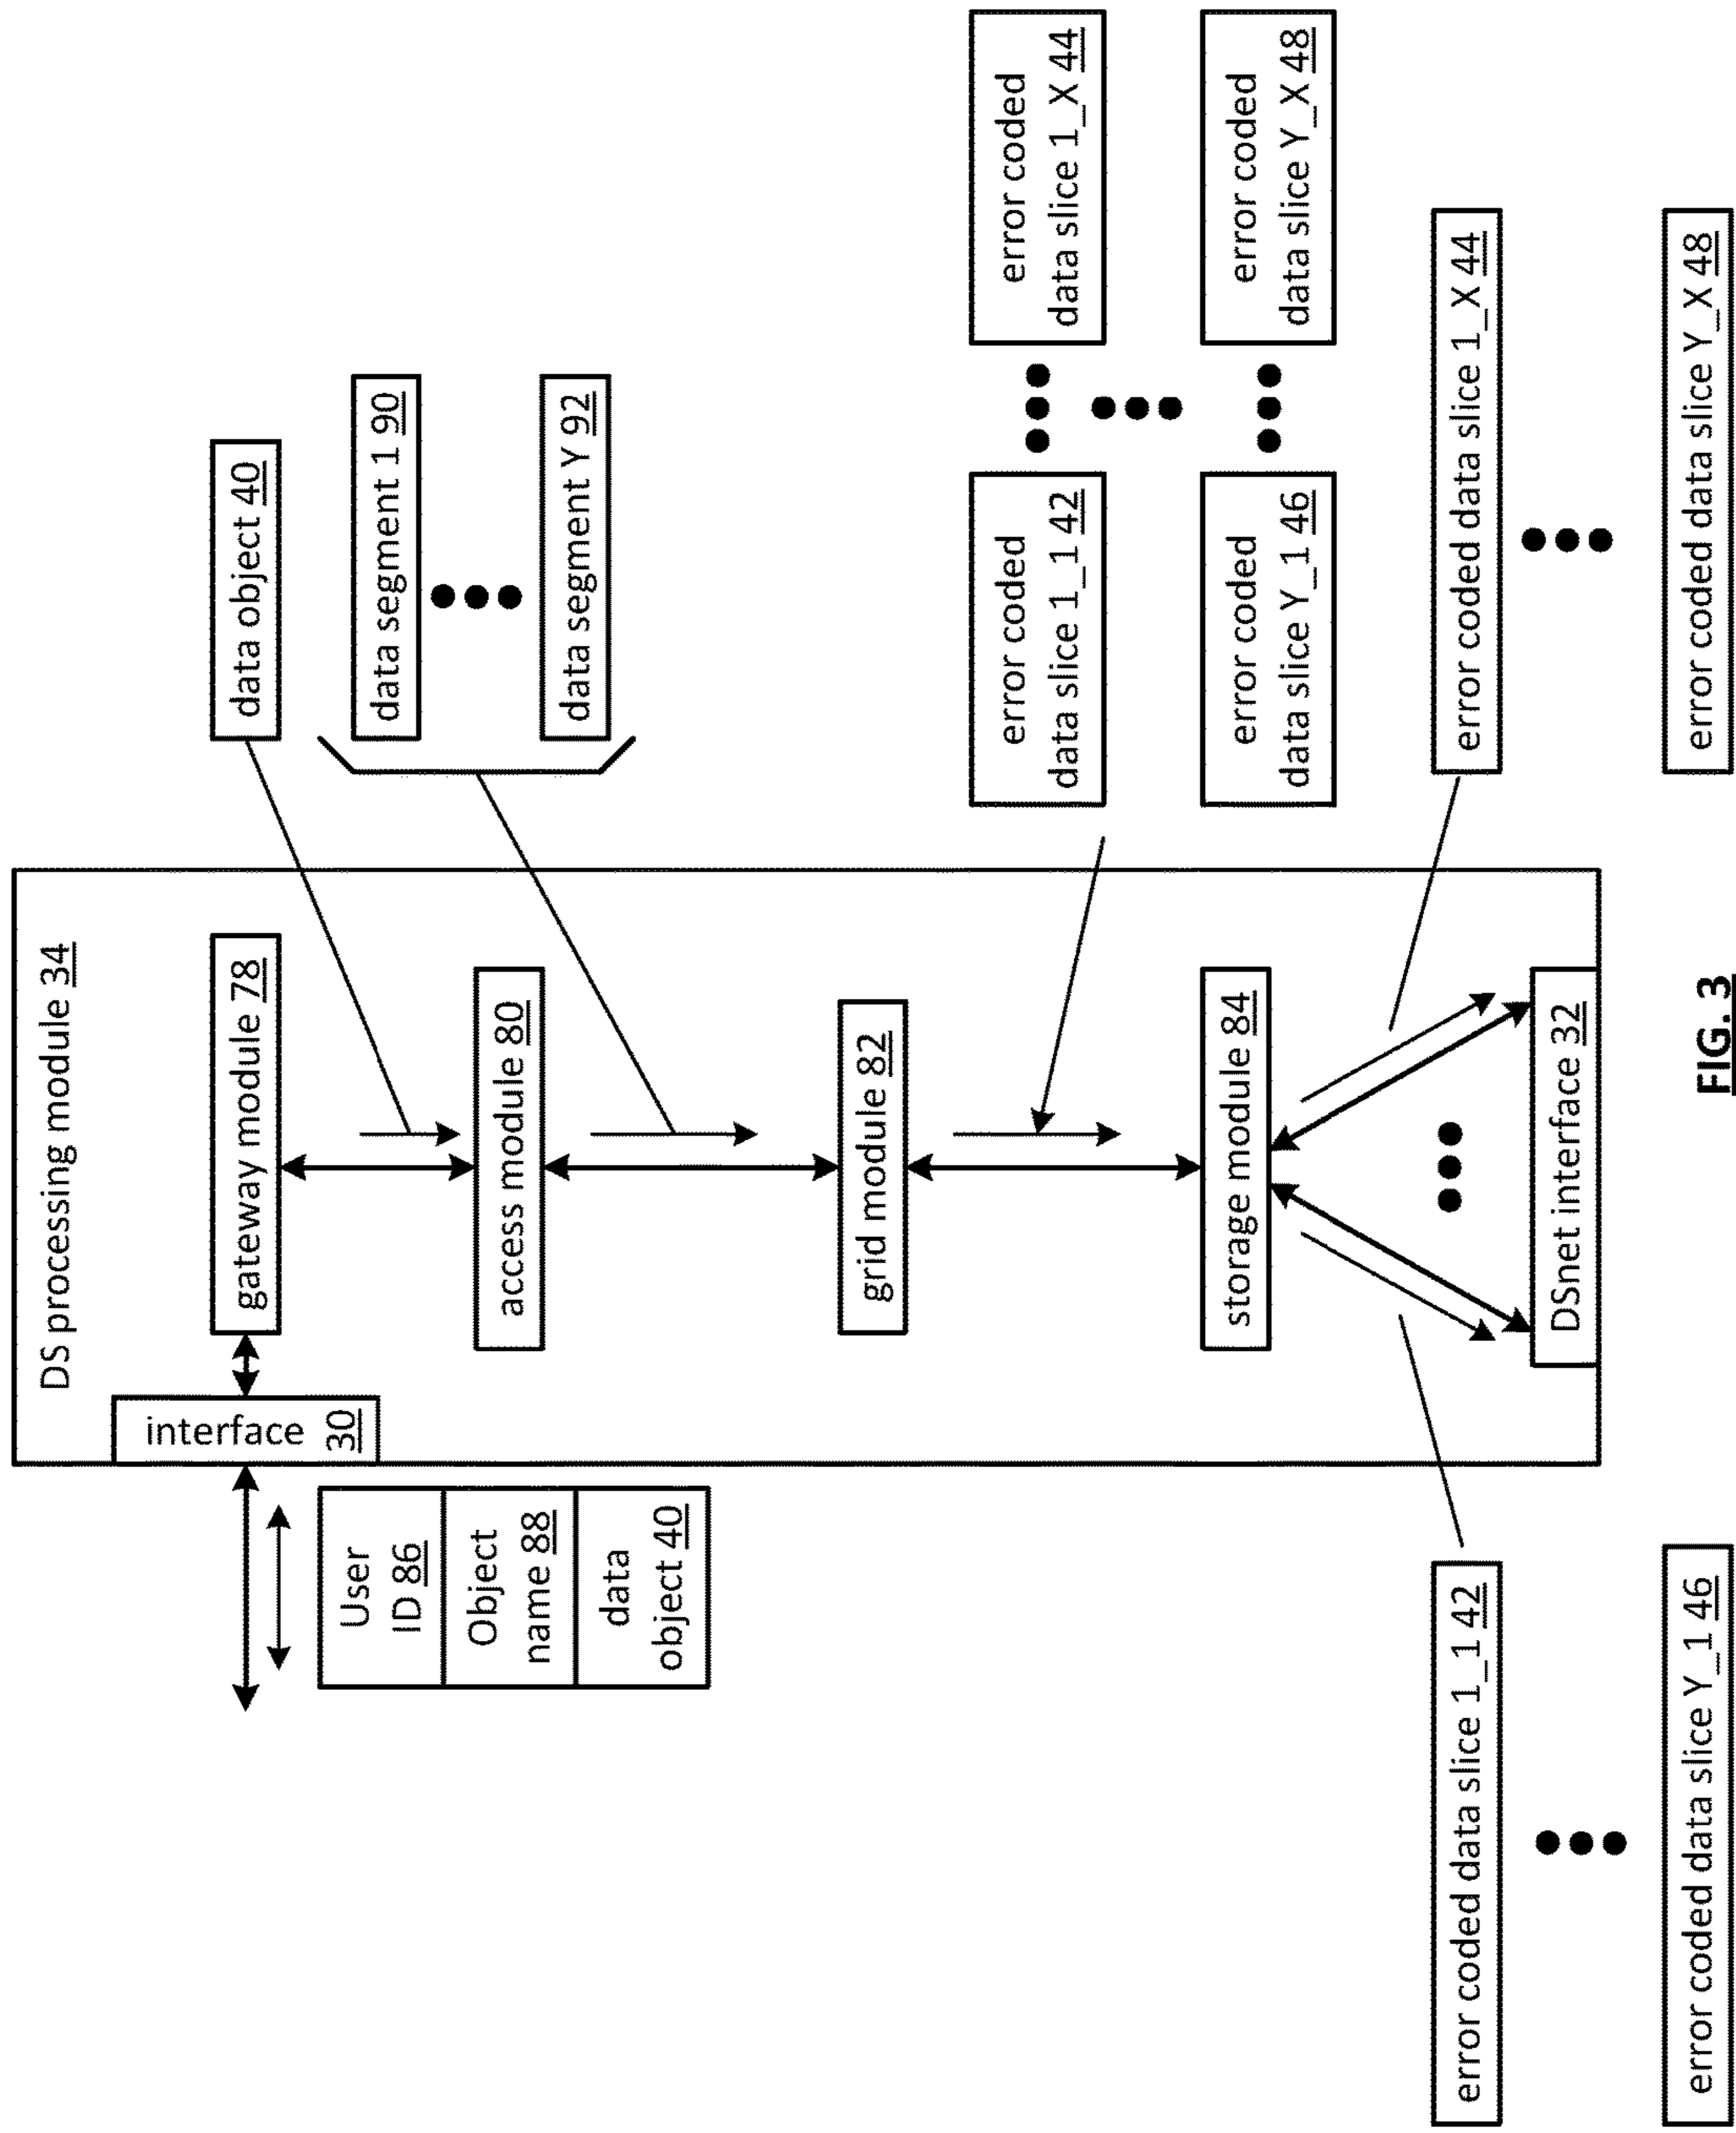 DS processing module 34
interface 30
gateway module 78
access module 80
grid module 82
storage module 84
DSnet interface 32
User
ID 86
Object
name 88
data
object 40
data object 40
data segment 1 90
data segment Y 92
error coded
data slice 1_1 42
error coded
data slice 1_X 44
error coded
data slice Y_1 46
error coded
data slice Y_X 48
error coded data slice 1_1 42
error coded data slice Y_1 46
error coded data slice 1_X 44
error coded data slice Y_X 48
FIG. 3